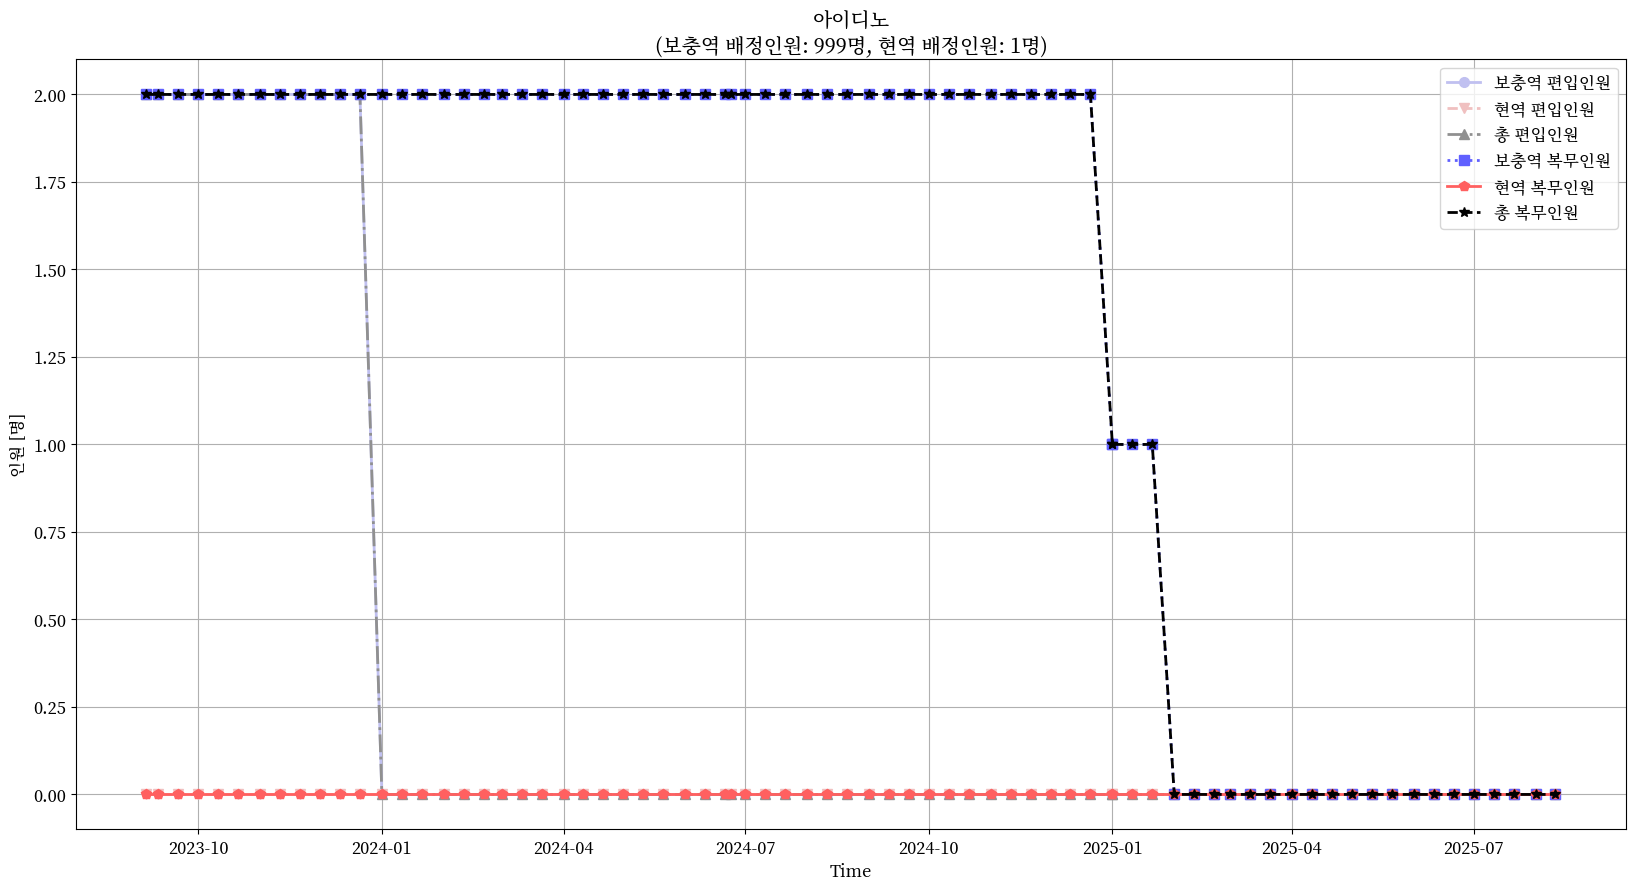 아이디노
(보충역 배정인원: 999명, 현역 배정인원: 1명)
보충역 편입인원
현역 편입인원
총 편입인원
보충역 복무인원
현역 복무인원
총 복무인원
2.00
1.75
1.50
1.25
1.00
0.75
0.50
0.25
0.00
인원 [명]
2023-10
2024-01
2024-04
2024-07
2024-10
2025-01
2025-04
2025-07
Time